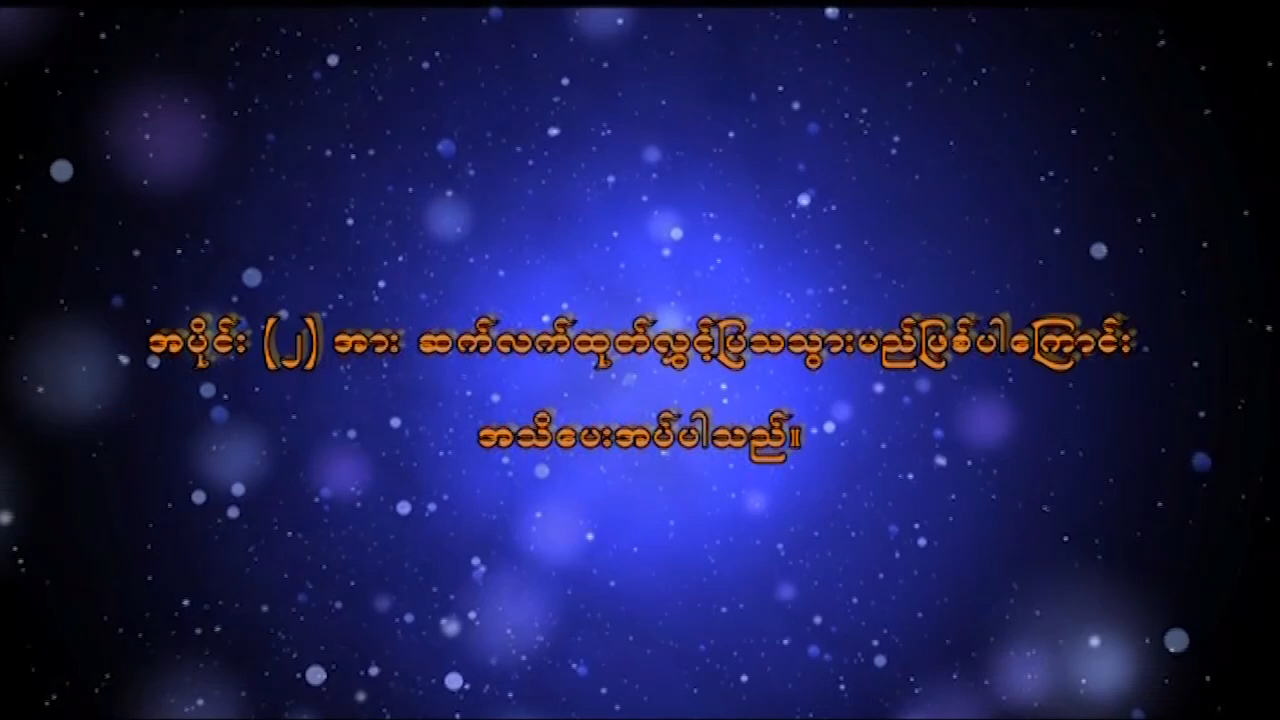 အပိုင်း (၂) အား ဆက်လက်ထုတ်လွှင့်ပြသသွားမည်ဖြစ်ပါကြောင်း
အသိပေးအပ်ပါသည်။